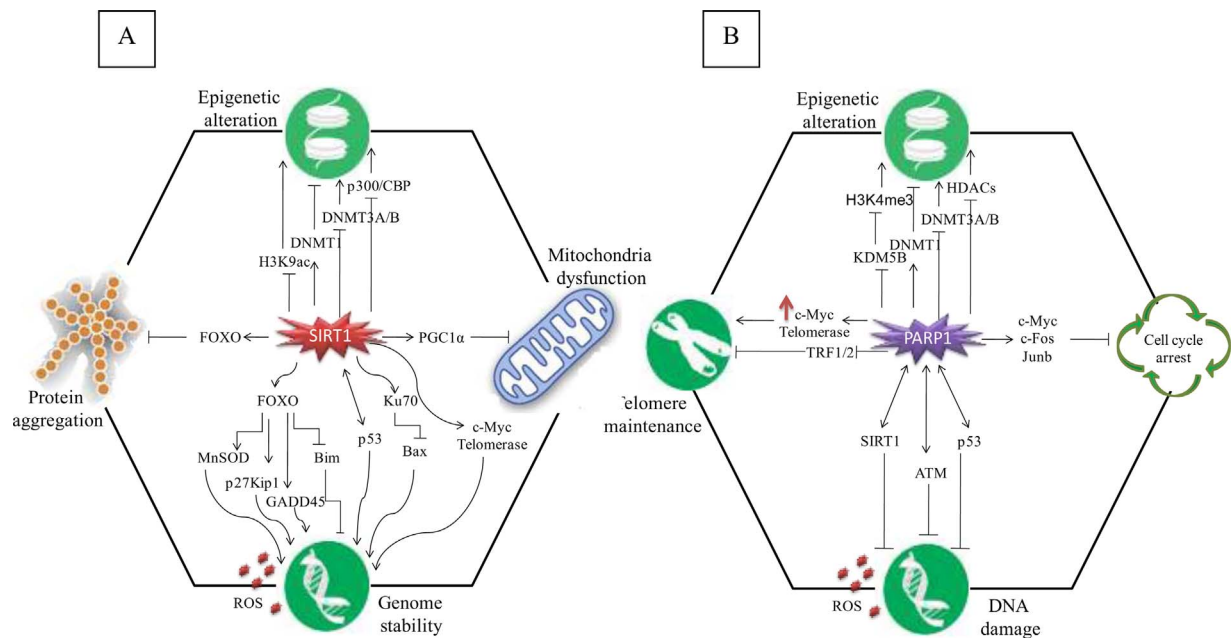 A
Epigenetic
alteration
p300/CBP
DNMT3A/B
DNMT1
H3K9ac
Mitochondria
dysfunction
FOXO
SIRT1
PGC1α
Protein
aggregation
FOXO
Ku70
MnSOD
Bim
p53
Bax
c-Myc
Telomerase
p27Kip1
GADD45
ROS
Genome
stability
B
Epigenetic
alteration
HDACs
H3K4me3
DNMT3A/B
DNMT1
KDM5B
c-Myc
Telomerase
PARP1
TRF1/2
c-Myc
c-Fos
Junb
Cell cycle
arrest
elomere
maintenance
SIRT1
ATM
p53
ROS
DNA
damage